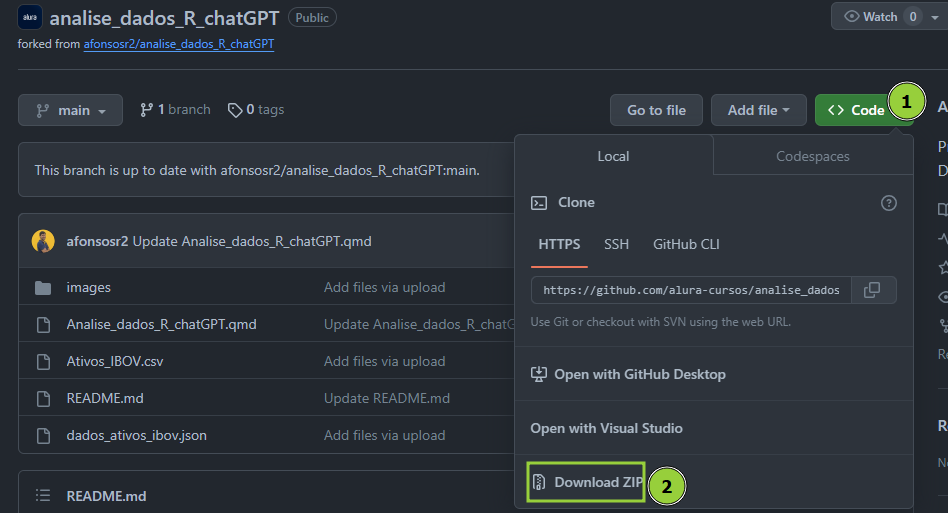 alura analise_dados_R_chatGPT Public Watch 0
forked from afonsosr2/analise_dados_R_chatGPT
main 1 branch 0 tags Go to file Add file <> Code 1
This branch is up to date with afonsosr2/analise_dados_R_chatGPT:main.
afonsosr2 Update Analise_dados_R_chatGPT.qmd
images Add files via upload
Analise_dados_R_chatGPT.qmd Update Analise_dados_R_chatG
Ativos_IBOV.csv Add files via upload
README.md Update README.md
dados_ativos_ibov.json Add files via upload
README.md
Local Codespaces
Clone
HTTPS SSH GitHub CLI
https://github.com/alura-cursos/analise_dados
Use Git or checkout with SVN using the web URL.
Open with GitHub Desktop
Open with Visual Studio
Download ZIP 2
A
P
D
Re
R
No